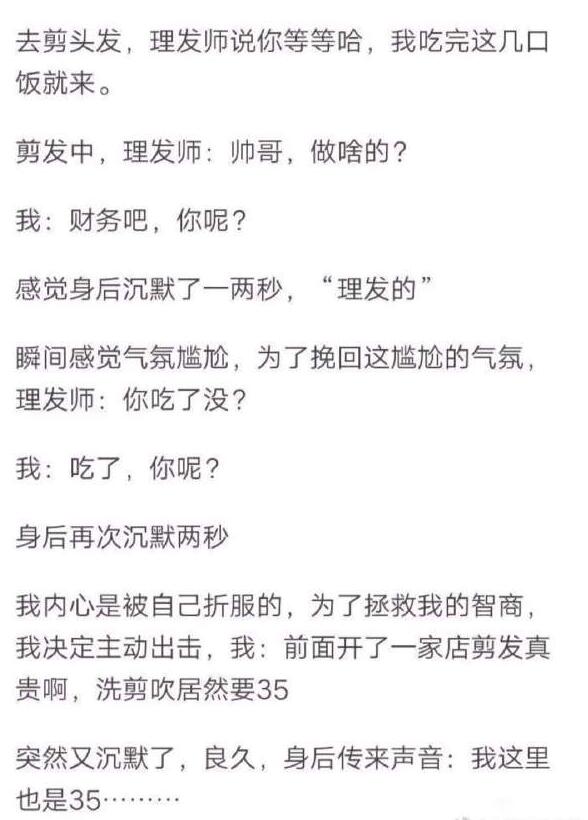 去剪头发，理发师说你等等哈，我吃完这几口
饭就来。
剪发中，理发师：帅哥，做啥的？
我：财务吧，你呢？
感觉身后沉默了一两秒，“理发的”
瞬间感觉气氛尴尬，为了挽回这尴尬的气氛，
理发师：你吃了没？
我：吃了，你呢？
身后再次沉默两秒
我内心是被自己折服的，为了拯救我的智商，
我决定主动出击，我：前面开了一家店剪发真
贵啊，洗剪吹居然要35
突然又沉默了，良久，身后传来声音：我这里
也是35………